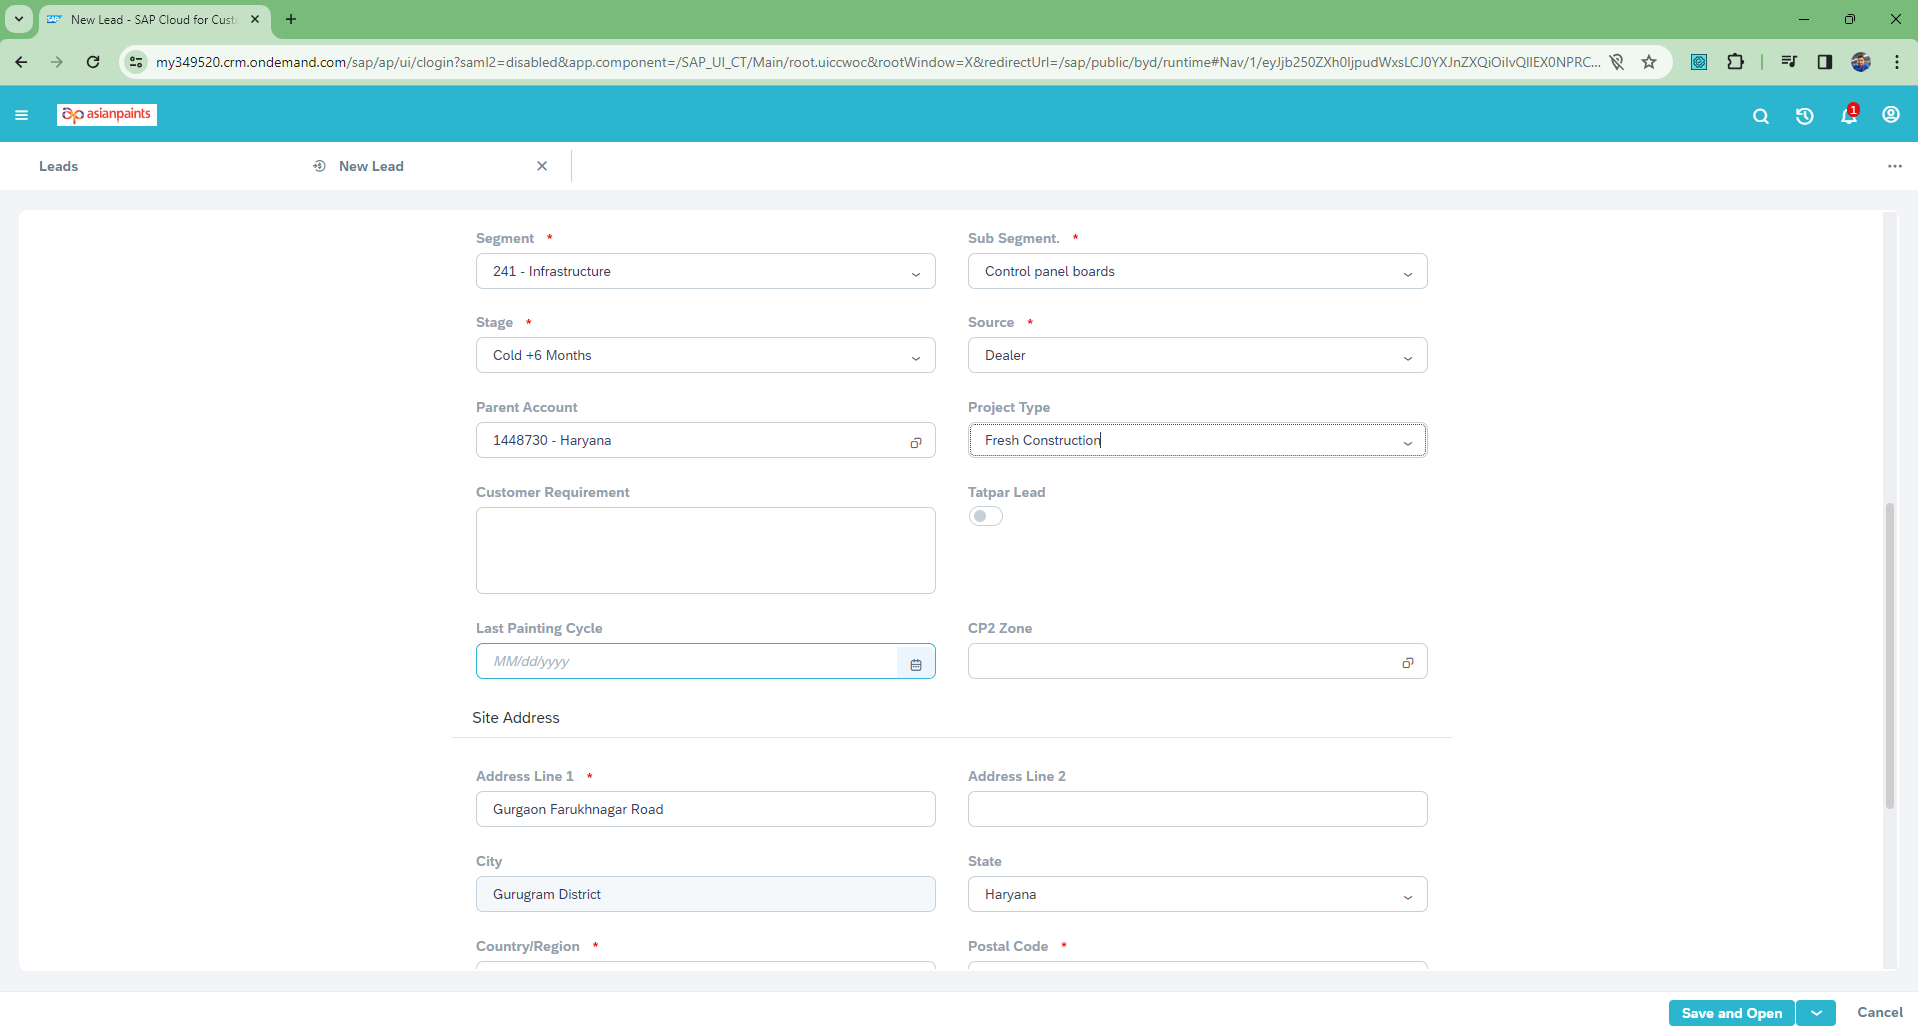 New Lead - SAP Cloud for Cust
my349520.crm.ondemand.com/sap/ap/ui/clogin?saml2=disabled&app.component=/SAP_UI_CT/Main/root.uiccwoc&rootWindow=X&redirectUrl=/sap/public/byd/runtime#Nav/1/eyJjb250ZXh0IjpudWxsLCJ0YXJnZXQiOiIvQllEX0NPRC...
asianpaints
1
Leads
New Lead
Segment *
Sub Segment. *
241 - Infrastructure
Control panel boards
Stage *
Source *
Cold +6 Months
Dealer
Parent Account
Project Type
1448730 - Haryana
Fresh Construction
Customer Requirement
Tatpar Lead
Last Painting Cycle
CP2 Zone
MM/dd/yyyy
Site Address
Address Line 1 *
Address Line 2
Gurgaon Farukhnagar Road
City
State
Gurugram District
Haryana
Country/Region *
Postal Code *
Save and Open
Cancel